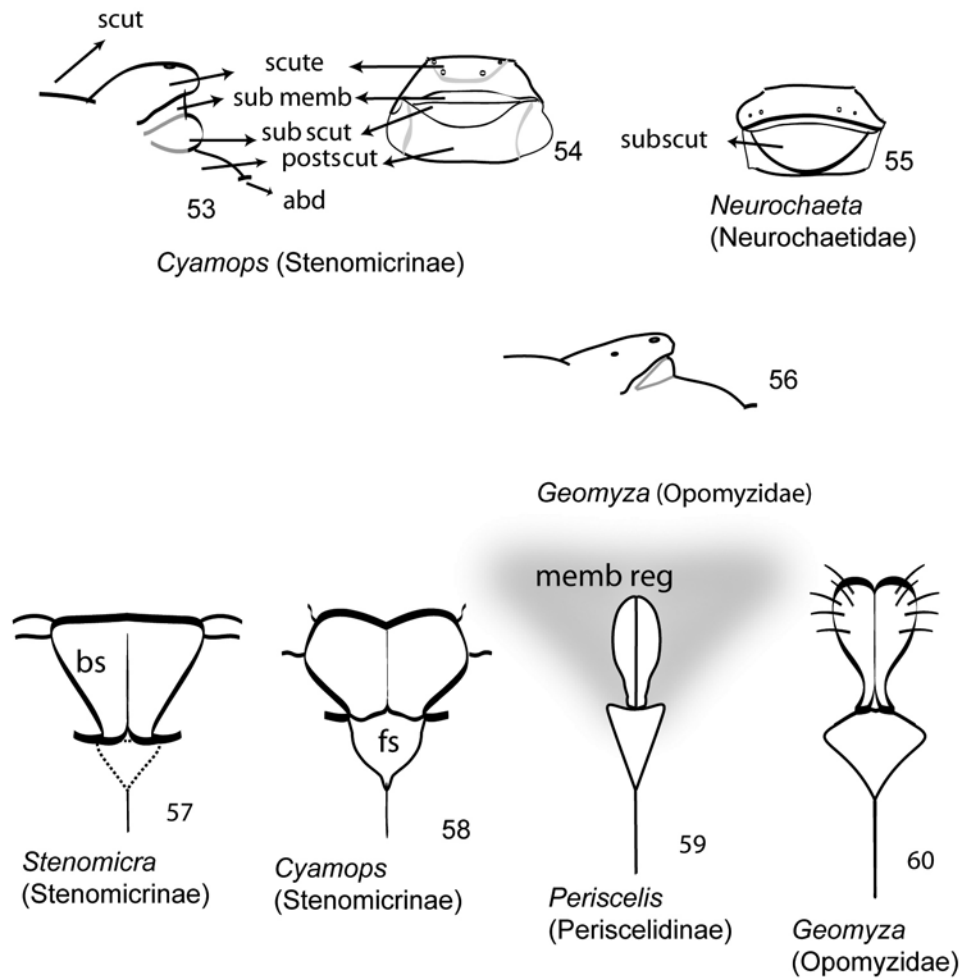 scut
scute
sub memb
sub scut
postscut
abd
53
54
Cyamops (Stenomicrinae)
subscut
55
Neurochaeta
(Neurochaetidae)
56
Geomyza (Opomyzidae)
bs
57
Stenomicra
(Stenomicrinae)
fs
58
Cyamops
(Stenomicrinae)
memb reg
59
Periscelis
(Periscelidinae)
60
Geomyza
(Opomyzidae)